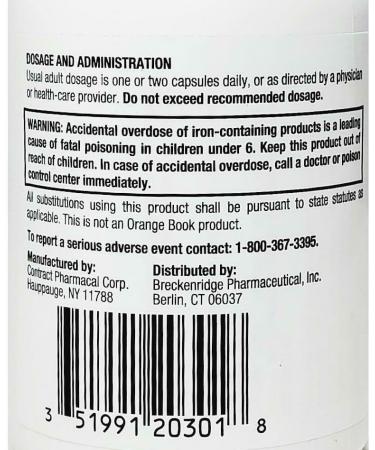 DOSAGE AND ADMINISTRATION
Usual adult dosage is one or two capsules daily, or as directed by a physician
or health-care provider. Do not exceed recommended dosage.
WARNING: Accidental overdose of iron-containing products is a leading
cause of fatal poisoning in children under 6. Keep this product out of
reach of children. In case of accidental overdose, call a doctor or poison
control center immediately.
All substitutions using this product shall be pursuant to state statutes as
applicable. This is not an Orange Book product.
To report a serious adverse event contact: 1-800-367-3395.
Manufactured by:
Contract Pharmacal Corp.
Hauppauge, NY 11788
Distributed by:
Breckenridge Pharmaceutical, Inc.
Berlin, CT 06037
3 51991 20301 8